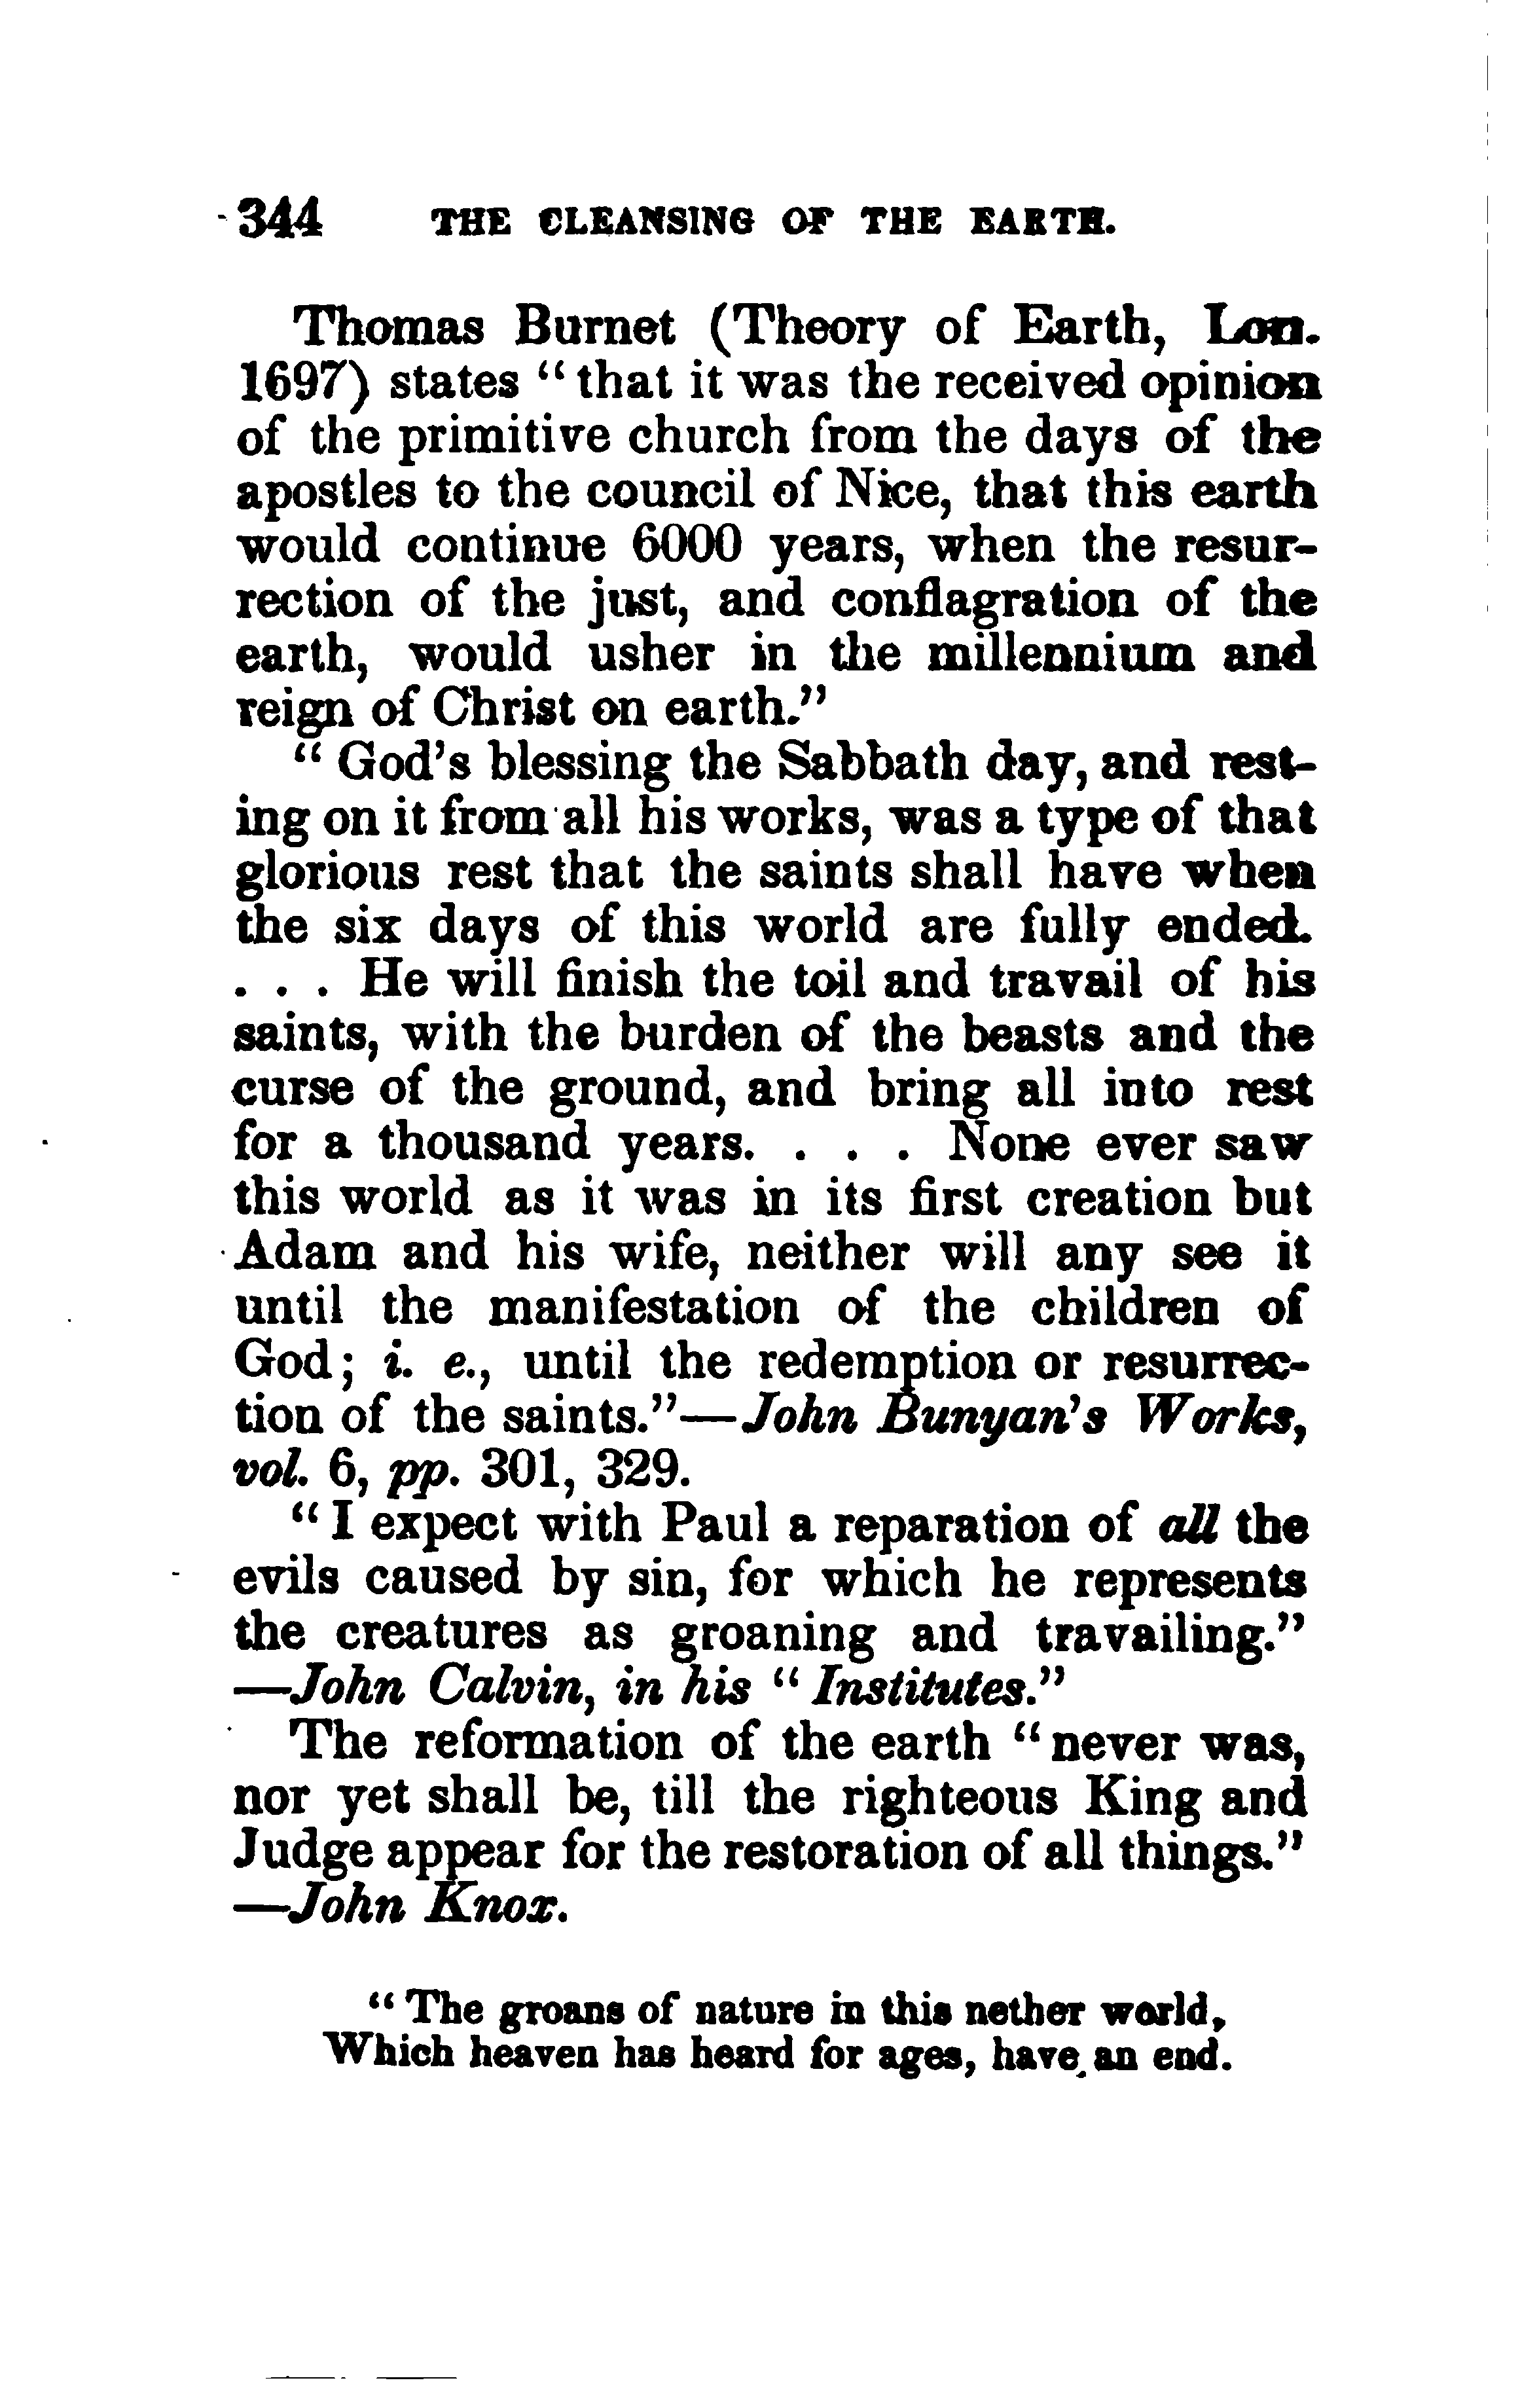 344 THE CLEANSING OF THE EARTH.
Thomas Burnet (Theory of Earth, Lon.
1697) states “that it was the received opinion
of the primitive church from the days of the
apostles to the council of Nice, that this earth
would continue 6000 years, when the resur-
rection of the just, and conflagration of the
earth, would usher in the millennium and
reign of Christ on earth.”
“God's blessing the Sabbath day, and rest-
ing on it from all his works, was a type of that
glorious rest that the saints shall have when
the six days of this world are fully ended.
. . . He will finish the toil and travail of his
saints, with the burden of the beasts and the
curse of the ground, and bring all into rest
for a thousand years. . . . None ever saw
this world as it was in its first creation but
Adam and his wife, neither will any see it
until the manifestation of the children of
God; i. e., until the redemption or resurrec-
tion of the saints.”—John Bunyan's Works,
vol. 6, pp. 301, 329.
“I expect with Paul a reparation of all the
evils caused by sin, for which he represents
the creatures as groaning and travailing.”
—John Calvin, in his “Institutes.”
The reformation of the earth “never was,
nor yet shall be, till the righteous King and
Judge appear for the restoration of all things.”
—John Knox.
“The groans of nature in this nether world,
Which heaven has heard for ages, have an end.